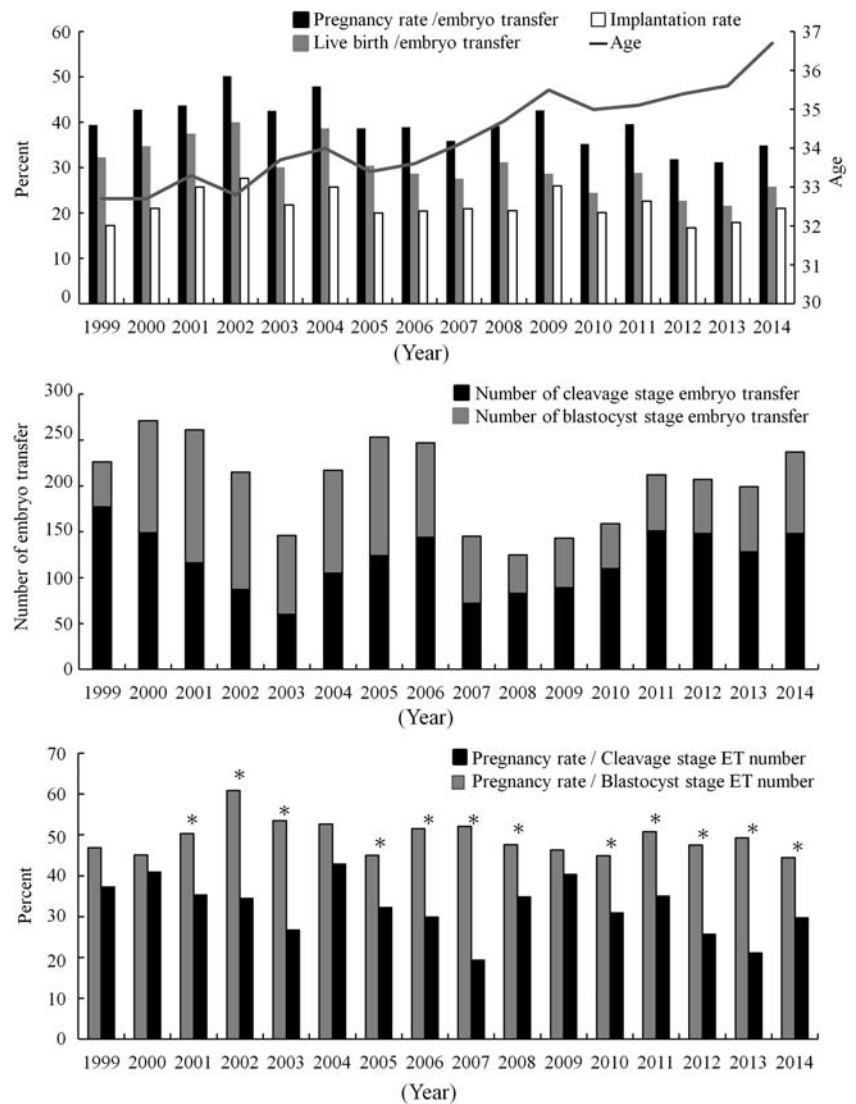 Pregnancy rate /embryo transfer
Implantation rate
Live birth /embryo transfer
Age
60
50
40
30
20
10
0
Percent
37
36
35
34
33
32
31
30
Age
1999 2000 2001 2002 2003 2004 2005 2006 2007 2008 2009 2010 2011 2012 2013 2014
(Year)
Number of cleavage stage embryo transfer
Number of blastocyst stage embryo transfer
300
250
200
150
100
50
0
Number of embryo transfer
1999 2000 2001 2002 2003 2004 2005 2006 2007 2008 2009 2010 2011 2012 2013 2014
(Year)
Pregnancy rate / Cleavage stage ET number
Pregnancy rate / Blastocyst stage ET number
70
60
50
40
30
20
10
0
Percent
* * * * * * * * * * * *
1999 2000 2001 2002 2003 2004 2005 2006 2007 2008 2009 2010 2011 2012 2013 2014
(Year)